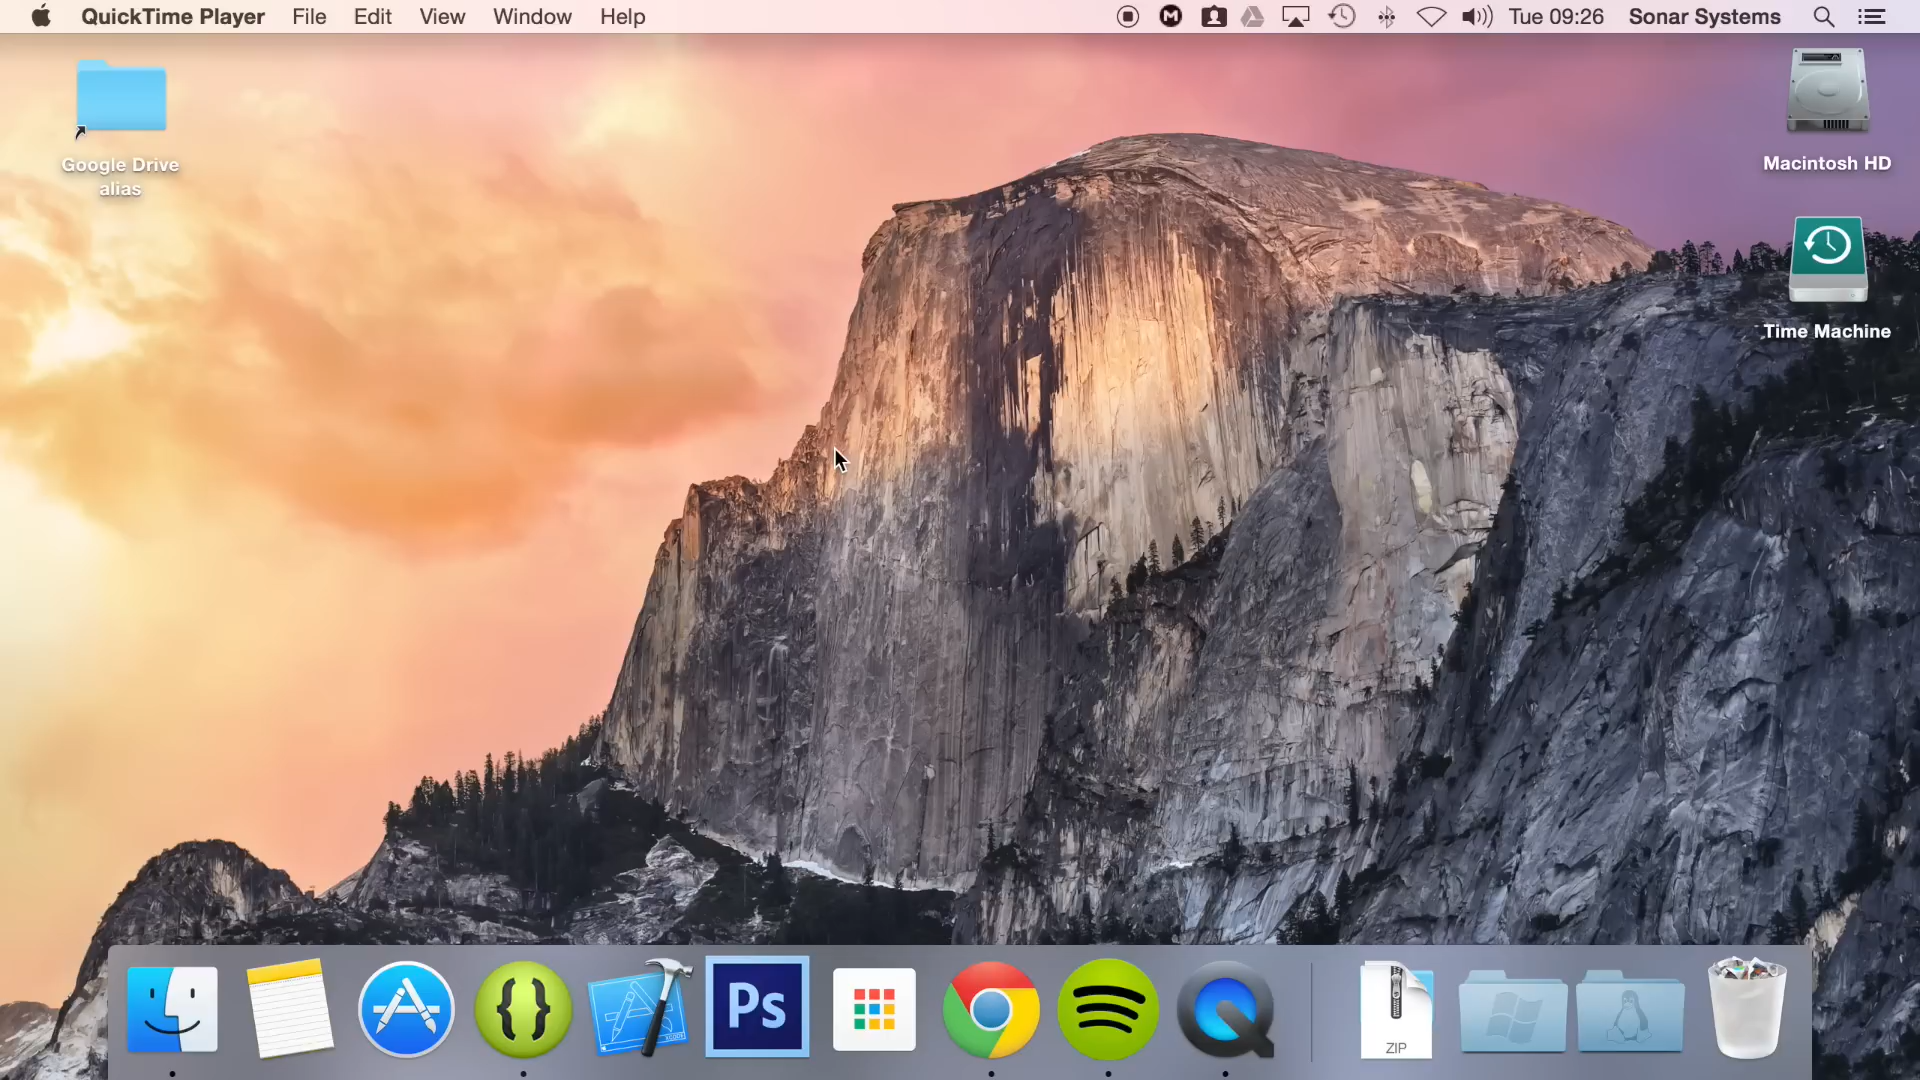 QuickTime Player File Edit View Window Help Tue 09:26 Sonar Systems
Google Drive
alias
Macintosh HD
Time Machine
Ps
ZIP